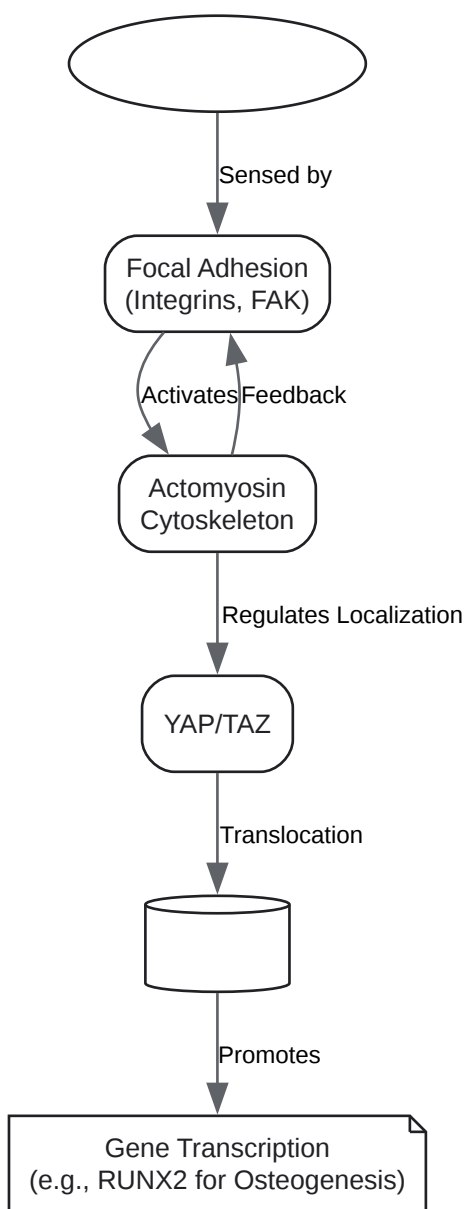 Sensed by
Focal Adhesion
(Integrins, FAK)
Activates
Feedback
Actomyosin
Cytoskeleton
Regulates Localization
YAP/TAZ
Translocation
Promotes
Gene Transcription
(e.g., RUNX2 for Osteogenesis)